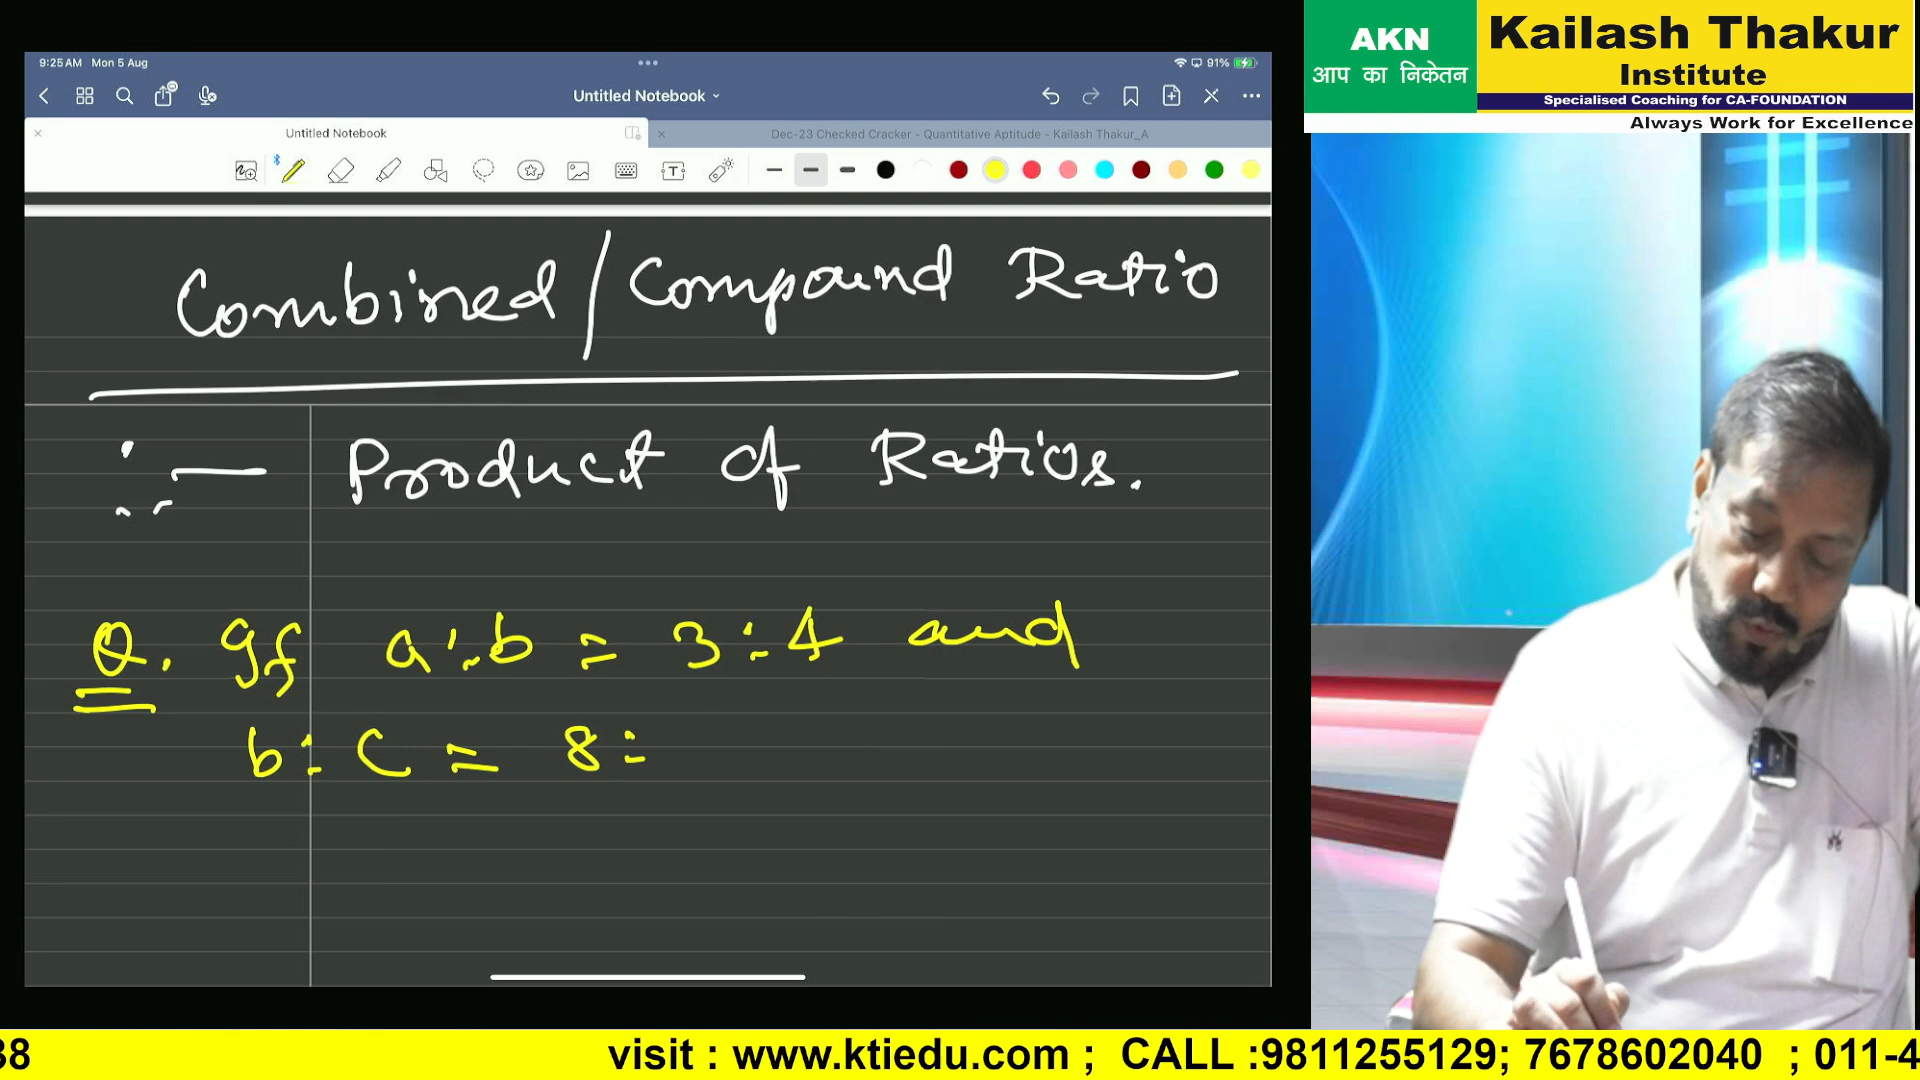 AKN
आप का निकेतन
Kailash Thakur
Institute
Specialised Coaching for CA-FOUNDATION
Always Work for Excellence
9:25 AM Mon 5 Aug
91%
Untitled Notebook
Untitled Notebook
Dec-23 Checked Cracker - Quantitative Aptitude - Kailash Thakur_A
Combined / Compound Ratio
:— Product of Ratios.
Q. If a:b = 3:4 and
b:c = 8:
38 visit : www.ktiedu.com ; CALL :9811255129; 7678602040 ; 011-4